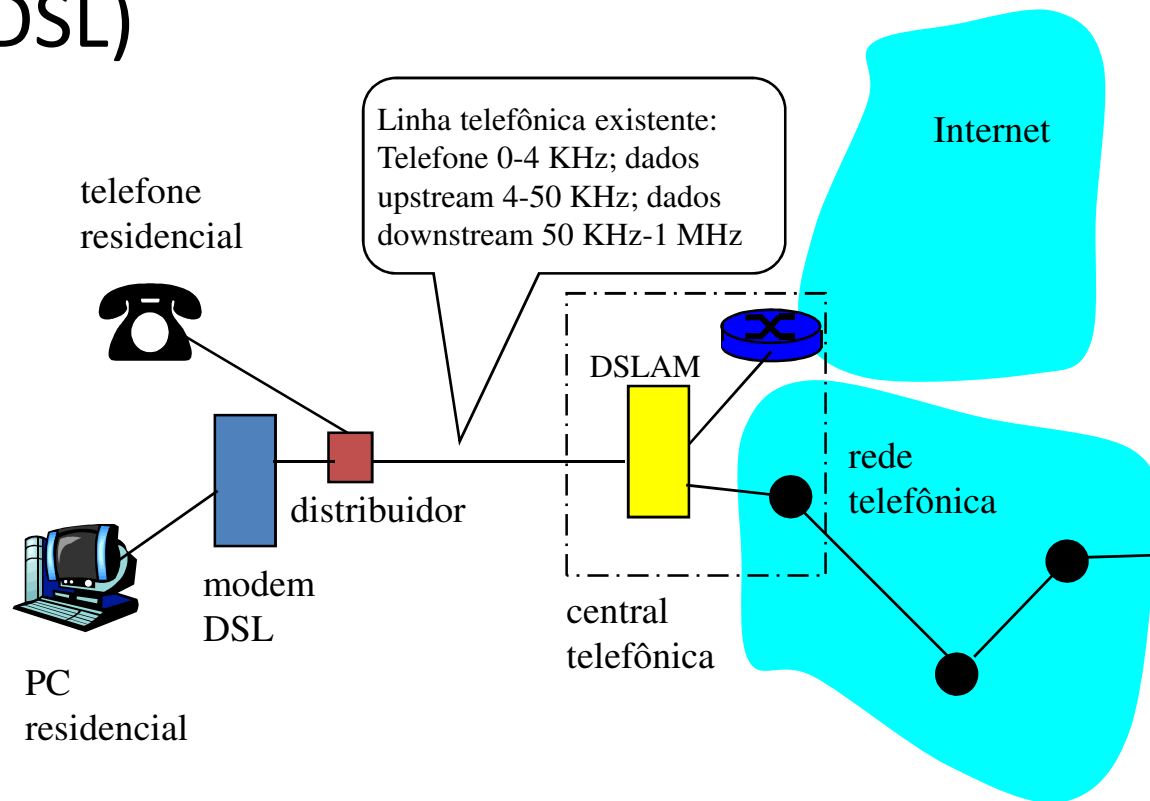 DSL)
Linha telefônica existente:
Telefone 0-4 KHz; dados
upstream 4-50 KHz; dados
downstream 50 KHz-1 MHz
Internet
telefone
residencial
DSLAM
rede
telefônica
distribuidor
modem
DSL
central
telefônica
PC
residencial